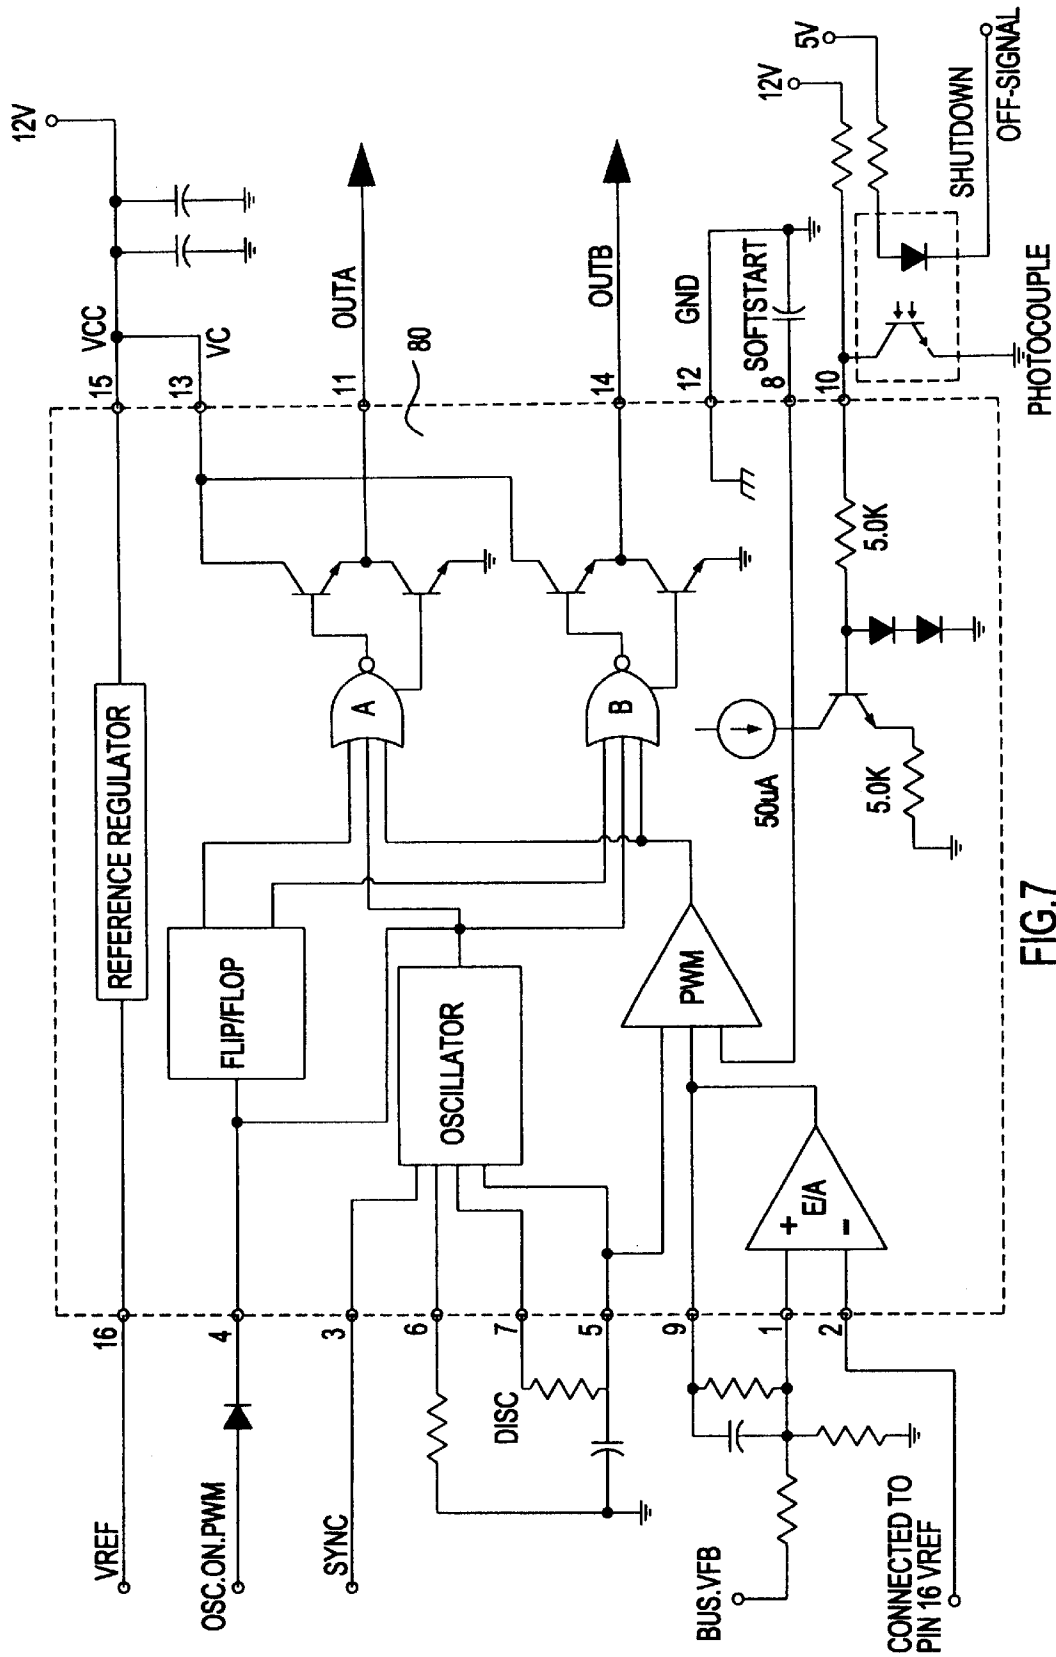 12V
VCC
15
VC
13
OUTA
11
80
OUTB
14
GND
12
SOFTSTART
8
10
12V
5V
SHUTDOWN
OFF-SIGNAL
PHOTOCOUPLE
REFERENCE REGULATOR
FLIP/FLOP
OSCILLATOR
A
B
PWM
+
E/A
−
50uA
5.0K
5.0K
VREF
16
OSC.ON.PWM
4
SYNC
3
6
7
DISC
5
9
1
2
BUS.VFB
CONNECTED TO
PIN 16 VREF
FIG.7